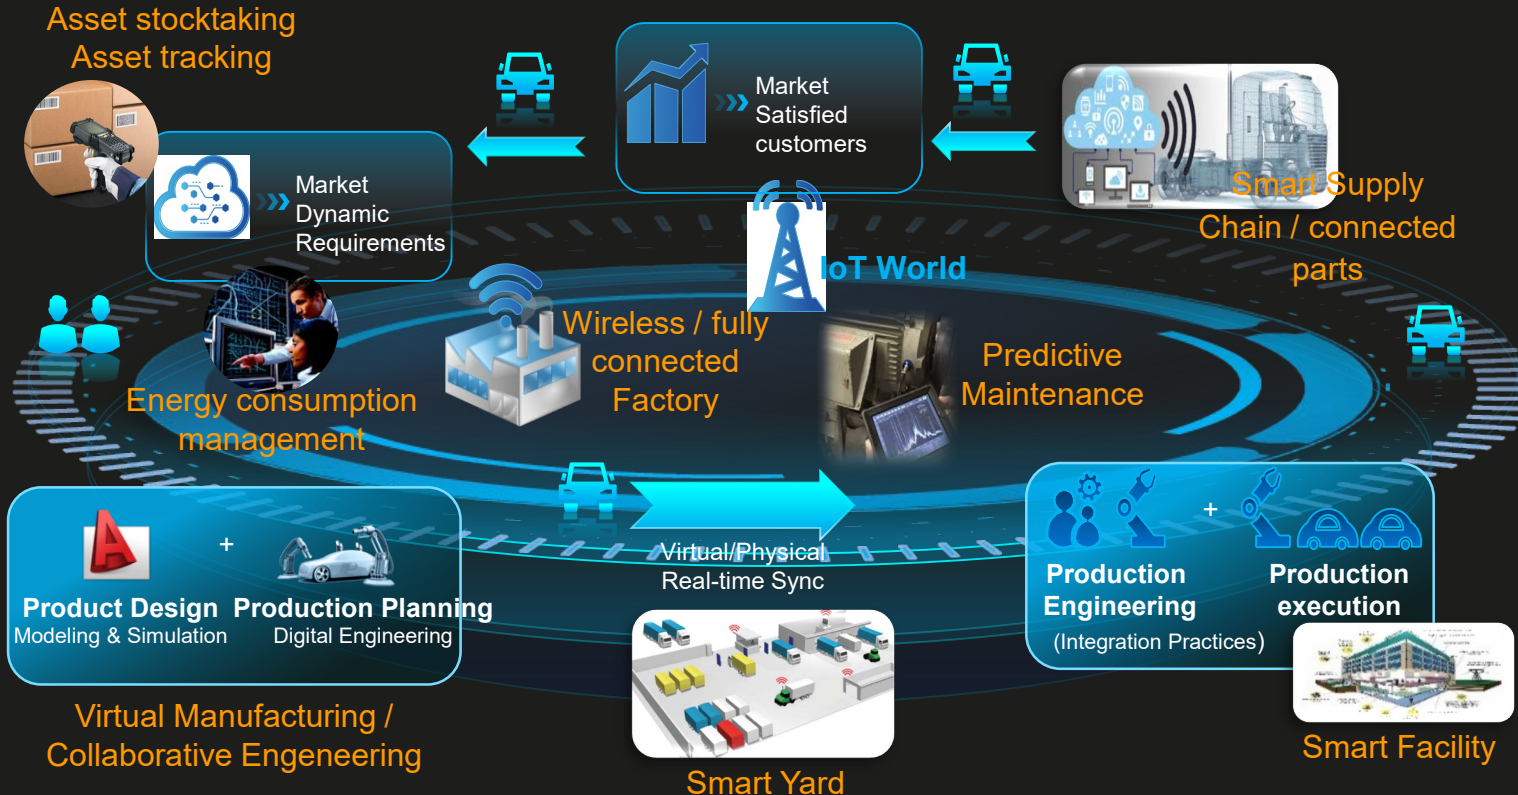 Asset stocktaking
Asset tracking
Market
Satisfied
customers
Market
Dynamic
Requirements
Smart Supply
Chain / connected
parts
IoT World
Wireless / fully
connected
Factory
Predictive
Maintenance
Energy consumption
management
Virtual/Physical
Real-time Sync
A
+
Product Design
Modeling & Simulation
Production Planning
Digital Engineering
+
Production
Engineering
(Integration Practices)
Production
execution
Virtual Manufacturing /
Collaborative Engeneering
Smart Yard
Smart Facility